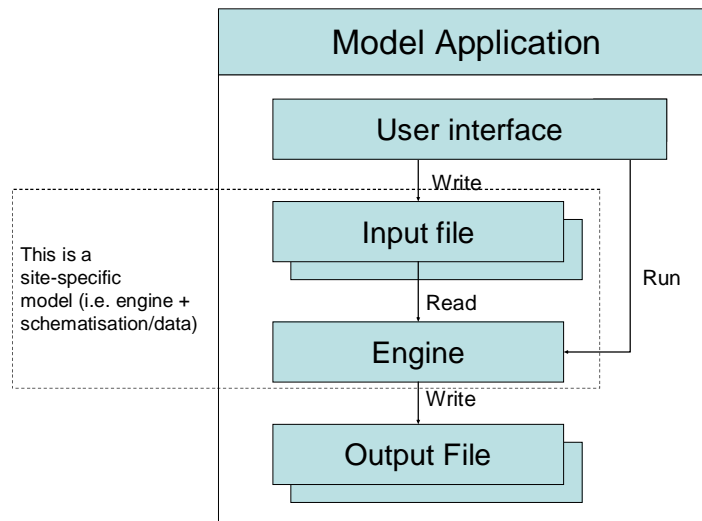 Model Application
User interface
Write
Input file
This is a
site-specific
model (i.e. engine +
schematisation/data)
Run
Read
Engine
Write
Output File